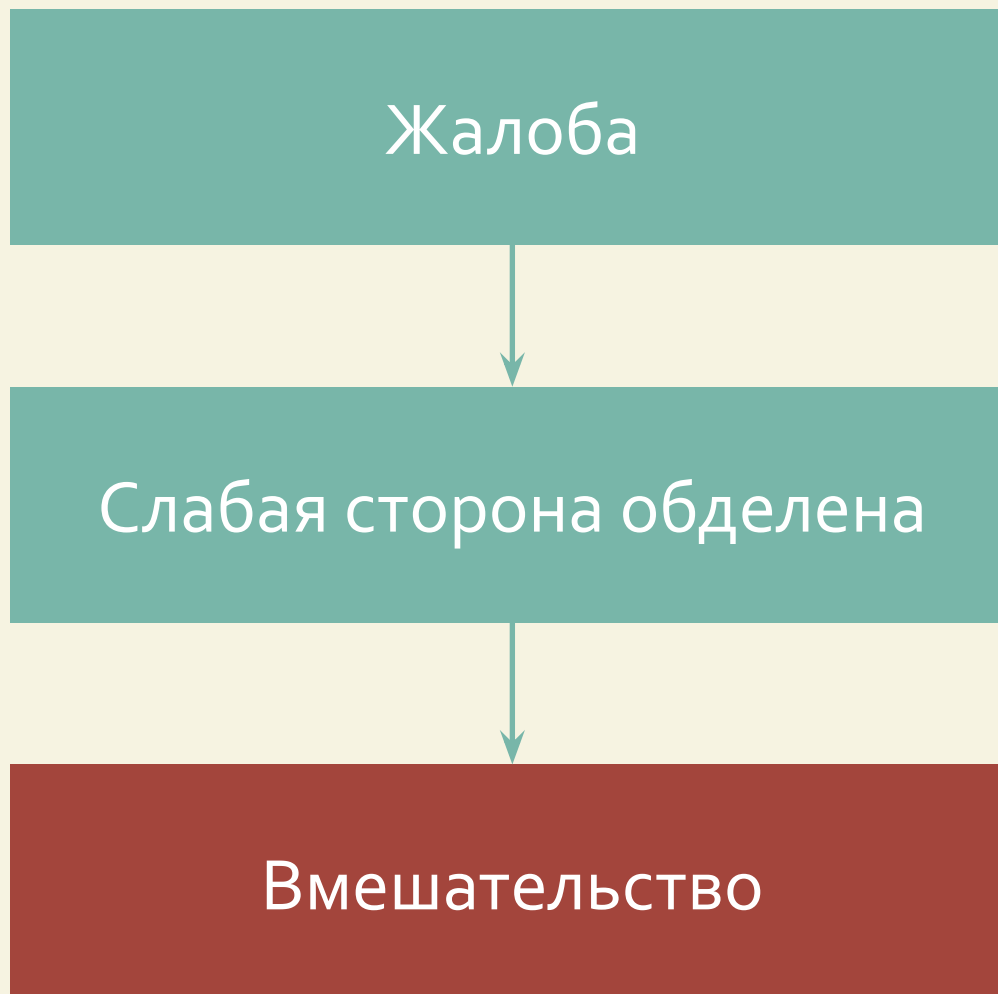 Жалоба
Слабая сторона обделена
Вмешательство